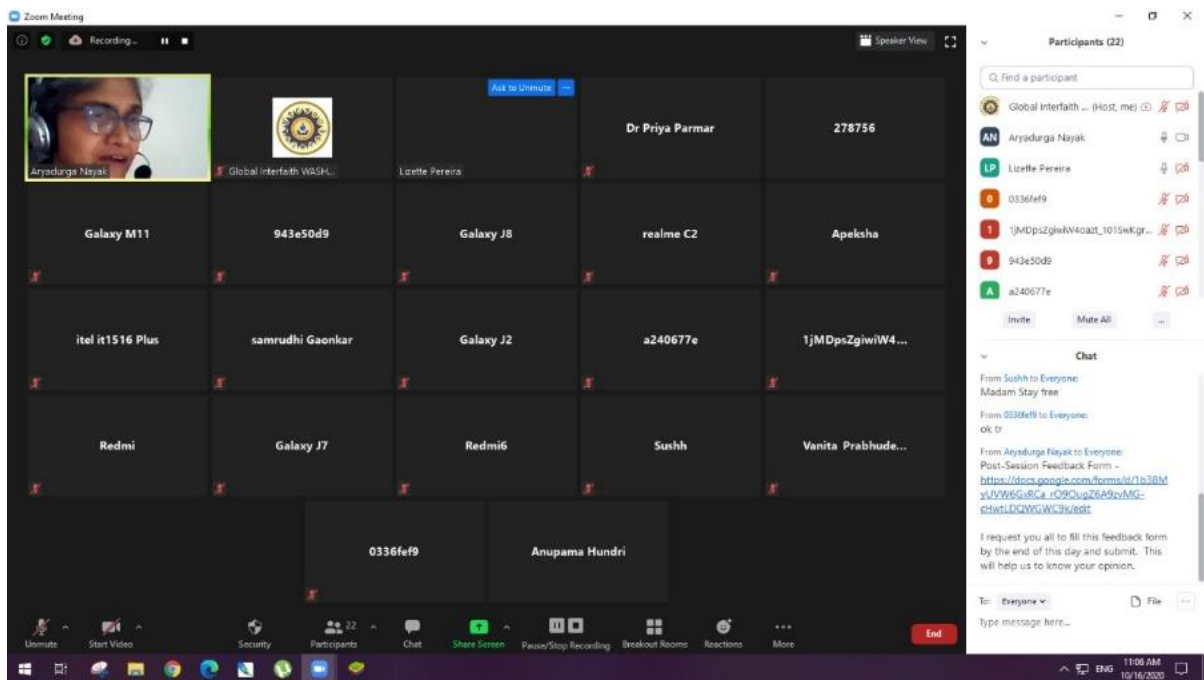 Zoom Meeting
Recording...
Speaker View
Aryadurga Nayak
Global Interfaith WASH...
Ask to Unmute
...
Lizette Pereira
Dr Priya Parmar
278756
Galaxy M11
943e50d9
Galaxy J8
realme C2
Apeksha
itel it1516 Plus
samrudhi Gaonkar
Galaxy J2
a240677e
1jMDpsZgiwiW4...
Redmi
Galaxy J7
Redmi6
Sushh
Vanita Prabhude...
0336fef9
Anupama Hundri
Unmute
Start Video
Security
22
Participants
Chat
Share Screen
Pause/Stop Recording
Breakout Rooms
Reactions
More
End
Participants (22)
Find a participant
Global Interfaith ... (Host, me)
AN Aryadurga Nayak
LP Lizette Pereira
0 0336fef9
1 1jMDpsZgiwiW4oazt_101SwKgr...
9 943e50d9
A a240677e
Invite
Mute All
...
Chat
From Sushh to Everyone:
Madam Stay free
From 0336fef9 to Everyone:
ok tr
From Aryadurga Nayak to Everyone:
Post-Session Feedback Form -
https://docs.google.com/forms/d/1b3BM
I request you all to fill this feedback form
by the end of this day and submit. This
will help us to know your opinion.
To: Everyone
File
...
Type message here...
ENG
11:06 AM
10/16/2020